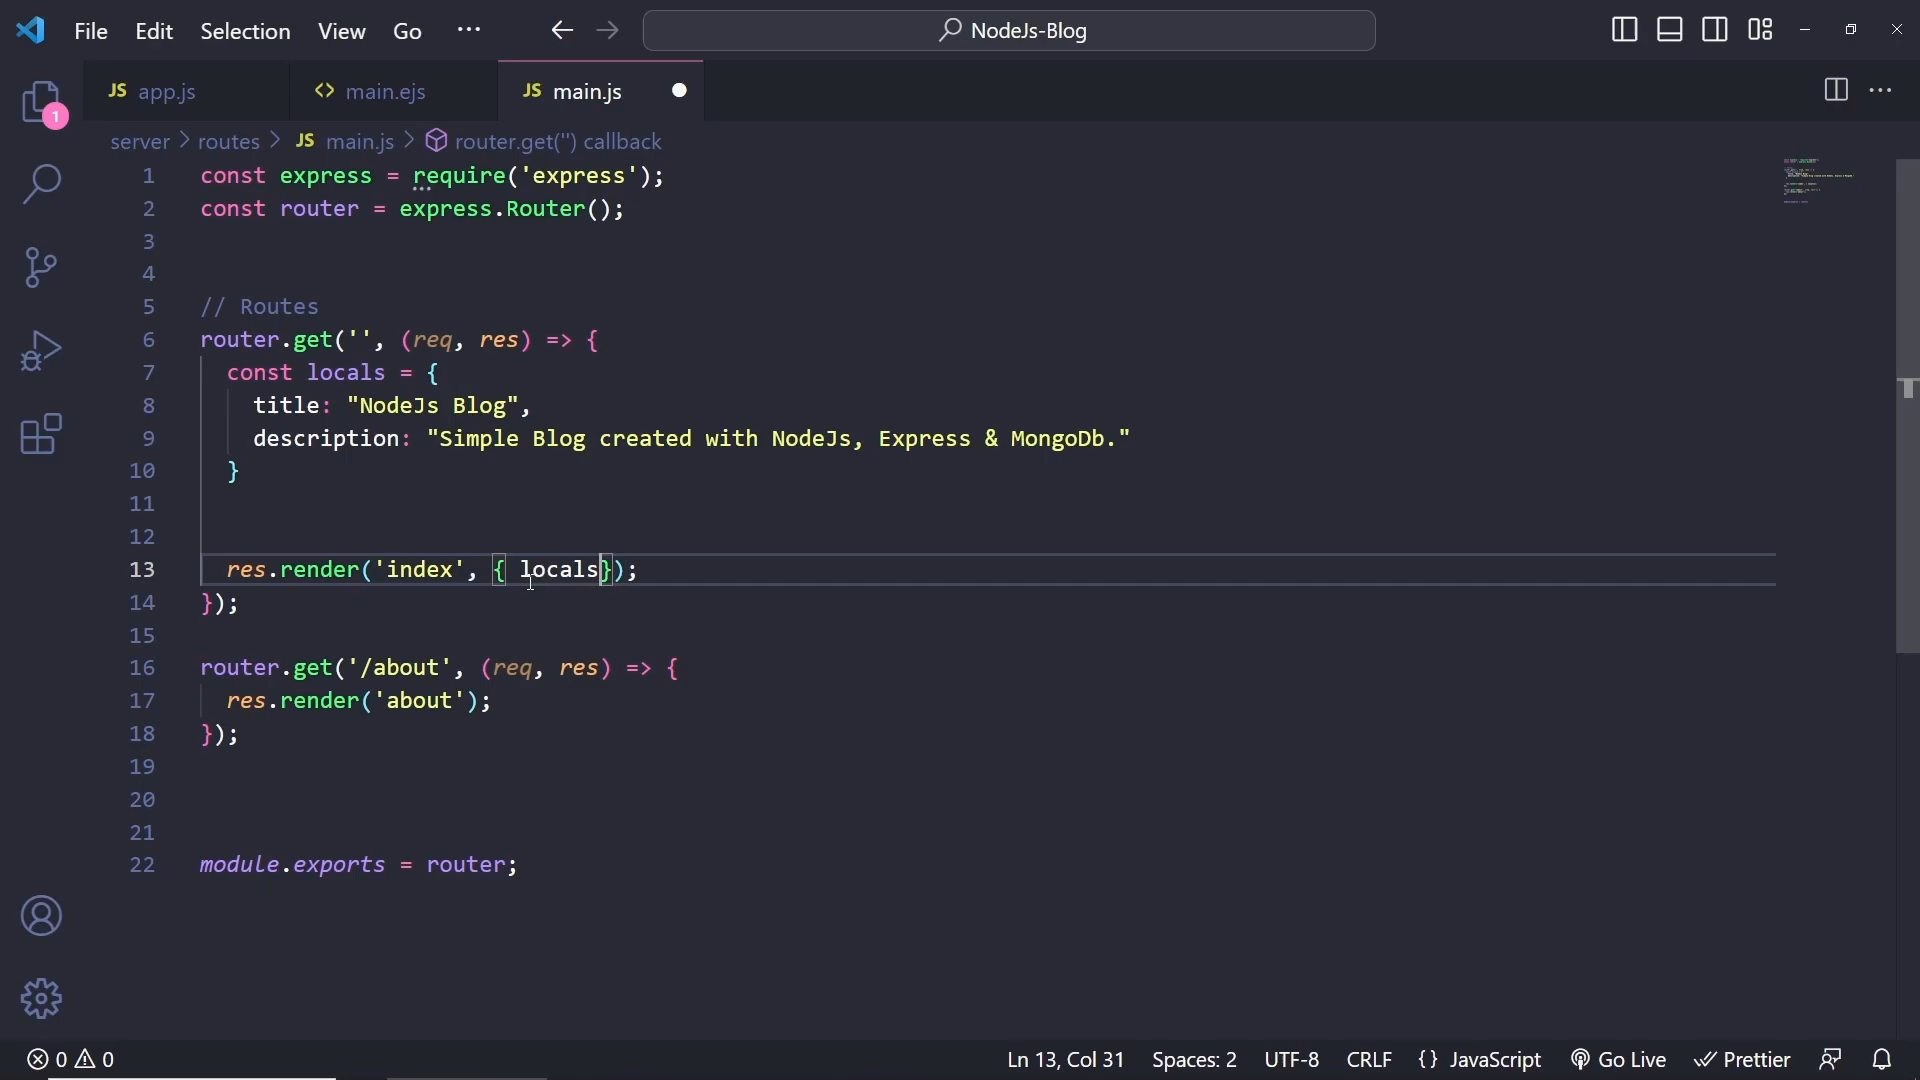 File Edit Selection View Go ··· NodeJs-Blog
JS app.js <> main.ejs JS main.js
1
server > routes > JS main.js > router.get('') callback
1 const express = require('express');
2 const router = express.Router();
3
4
5 // Routes
6 router.get('', (req, res) => {
7 const locals = {
8 title: "NodeJs Blog",
9 description: "Simple Blog created with NodeJs, Express & MongoDb."
10 }
11
12
13 res.render('index', { locals});
14 });
15
16 router.get('/about', (req, res) => {
17 res.render('about');
18 });
19
20
21
22 module.exports = router;
0 0 Ln 13, Col 31 Spaces: 2 UTF-8 CRLF {} JavaScript Go Live Prettier